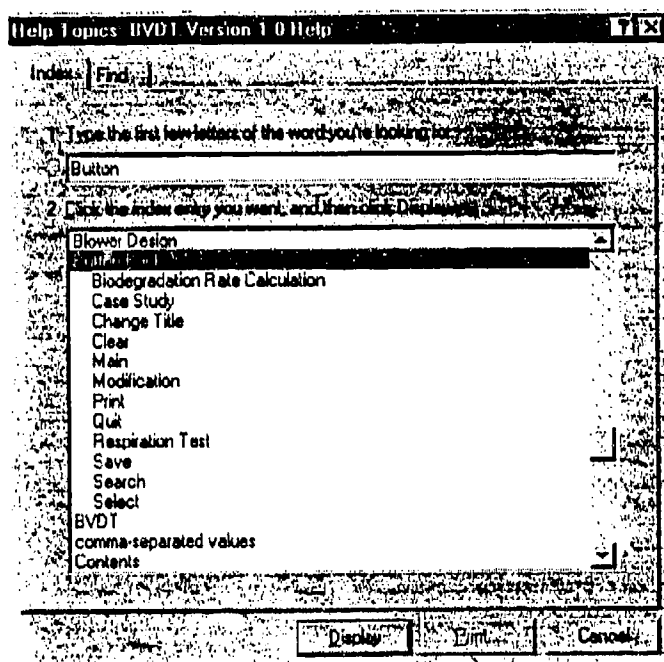 Help Topics: BVDT Version 1.0 Help
Index Find
1 Type the first few letters of the word you're looking for.
Button
2 Click the index entry you want, and then click Display.
Blower Design
Biodegradation Rate Calculation
Case Study
Change Title
Clear
Main
Modification
Print
Quit
Respiration Test
Save
Search
Select
BVDT
comma-separated values
Contents
Display Print... Cancel